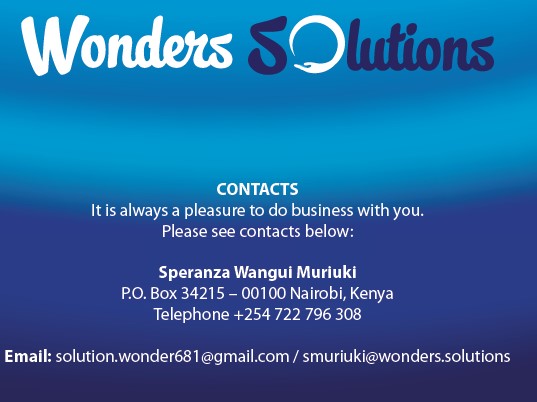 Wonders Solutions
CONTACTS
It is always a pleasure to do business with you.
Please see contacts below:
Speranza Wangui Muriuki
P.O. Box 34215 – 00100 Nairobi, Kenya
Telephone +254 722 796 308
Email: solution.wonder681@gmail.com / smuriuki@wonders.solutions